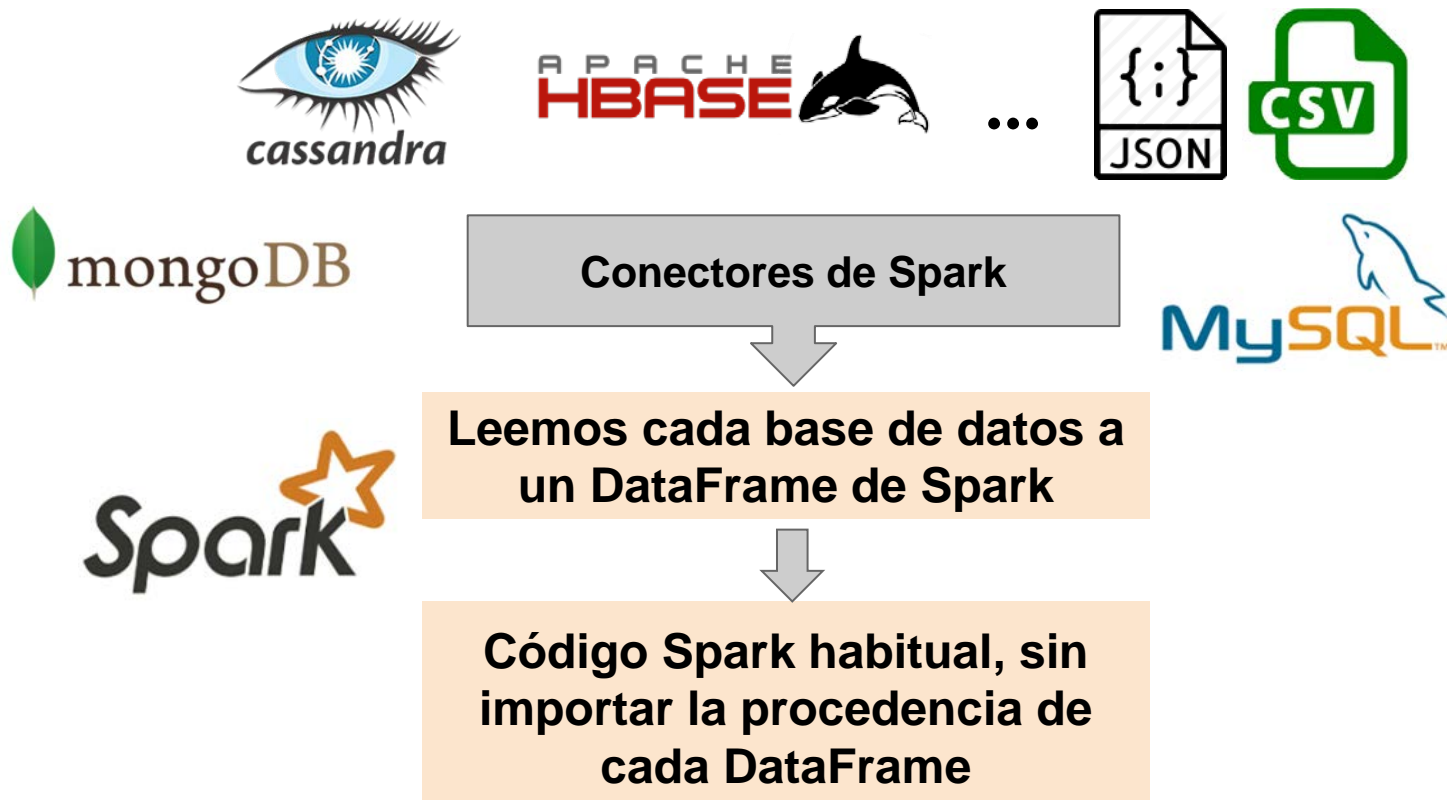 cassandra
APACHE
HBASE
...
{;}
JSON
CSV
mongoDB
Conectores de Spark
MySQL™
Leemos cada base de datos a
un DataFrame de Spark
Spark
Código Spark habitual, sin
importar la procedencia de
cada DataFrame